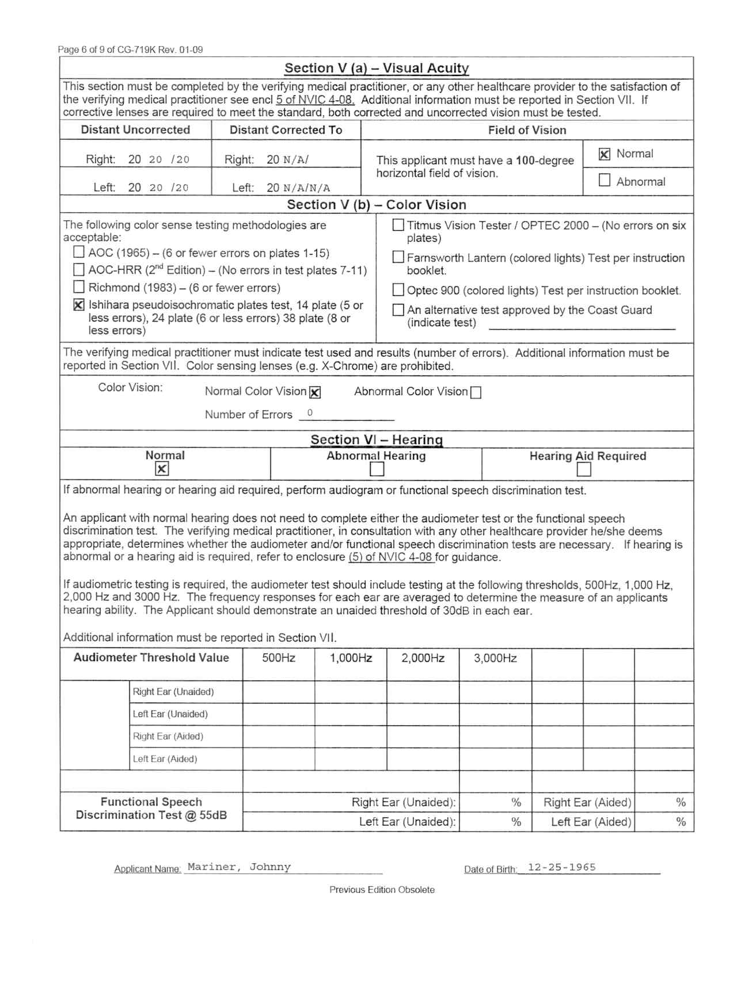 Page 6 of 9 of CG-719K Rev. 01-09
Section V (a) – Visual Acuity
This section must be completed by the verifying medical practitioner, or any other healthcare provider to the satisfaction of
the verifying medical practitioner see encl 5 of NVIC 4-08. Additional information must be reported in Section VII. If
corrective lenses are required to meet the standard, both corrected and uncorrected vision must be tested.
Distant Uncorrected Distant Corrected To Field of Vision
Right: 20 20 /20 Right: 20 N/A/ This applicant must have a 100-degree horizontal field of vision. Normal
Left: 20 20 /20 Left: 20 N/A/N/A Abnormal
Section V (b) – Color Vision
The following color sense testing methodologies are
acceptable:
AOC (1965) – (6 or fewer errors on plates 1-15)
AOC-HRR (2nd Edition) – (No errors in test plates 7-11)
Richmond (1983) – (6 or fewer errors)
Ishihara pseudoisochromatic plates test, 14 plate (5 or
less errors), 24 plate (6 or less errors) 38 plate (8 or
less errors)
Titmus Vision Tester / OPTEC 2000 – (No errors on six
plates)
Farnsworth Lantern (colored lights) Test per instruction
booklet.
Optec 900 (colored lights) Test per instruction booklet.
An alternative test approved by the Coast Guard
(indicate test)
The verifying medical practitioner must indicate test used and results (number of errors). Additional information must be
reported in Section VII. Color sensing lenses (e.g. X-Chrome) are prohibited.
Color Vision: Normal Color Vision Abnormal Color Vision
Number of Errors 0
Section VI – Hearing
Normal Abnormal Hearing Hearing Aid Required
If abnormal hearing or hearing aid required, perform audiogram or functional speech discrimination test.
An applicant with normal hearing does not need to complete either the audiometer test or the functional speech
discrimination test. The verifying medical practitioner, in consultation with any other healthcare provider he/she deems
appropriate, determines whether the audiometer and/or functional speech discrimination tests are necessary. If hearing is
abnormal or a hearing aid is required, refer to enclosure (5) of NVIC 4-08 for guidance.
If audiometric testing is required, the audiometer test should include testing at the following thresholds, 500Hz, 1,000 Hz,
2,000 Hz and 3000 Hz. The frequency responses for each ear are averaged to determine the measure of an applicants
hearing ability. The Applicant should demonstrate an unaided threshold of 30dB in each ear.
Additional information must be reported in Section VII.
Audiometer Threshold Value 500Hz 1,000Hz 2,000Hz 3,000Hz
Right Ear (Unaided)
Left Ear (Unaided)
Right Ear (Aided)
Left Ear (Aided)
Functional Speech
Discrimination Test @ 55dB
Right Ear (Unaided): % Right Ear (Aided) %
Left Ear (Unaided): % Left Ear (Aided) %
Applicant Name: Mariner, Johnny Date of Birth: 12-25-1965
Previous Edition Obsolete